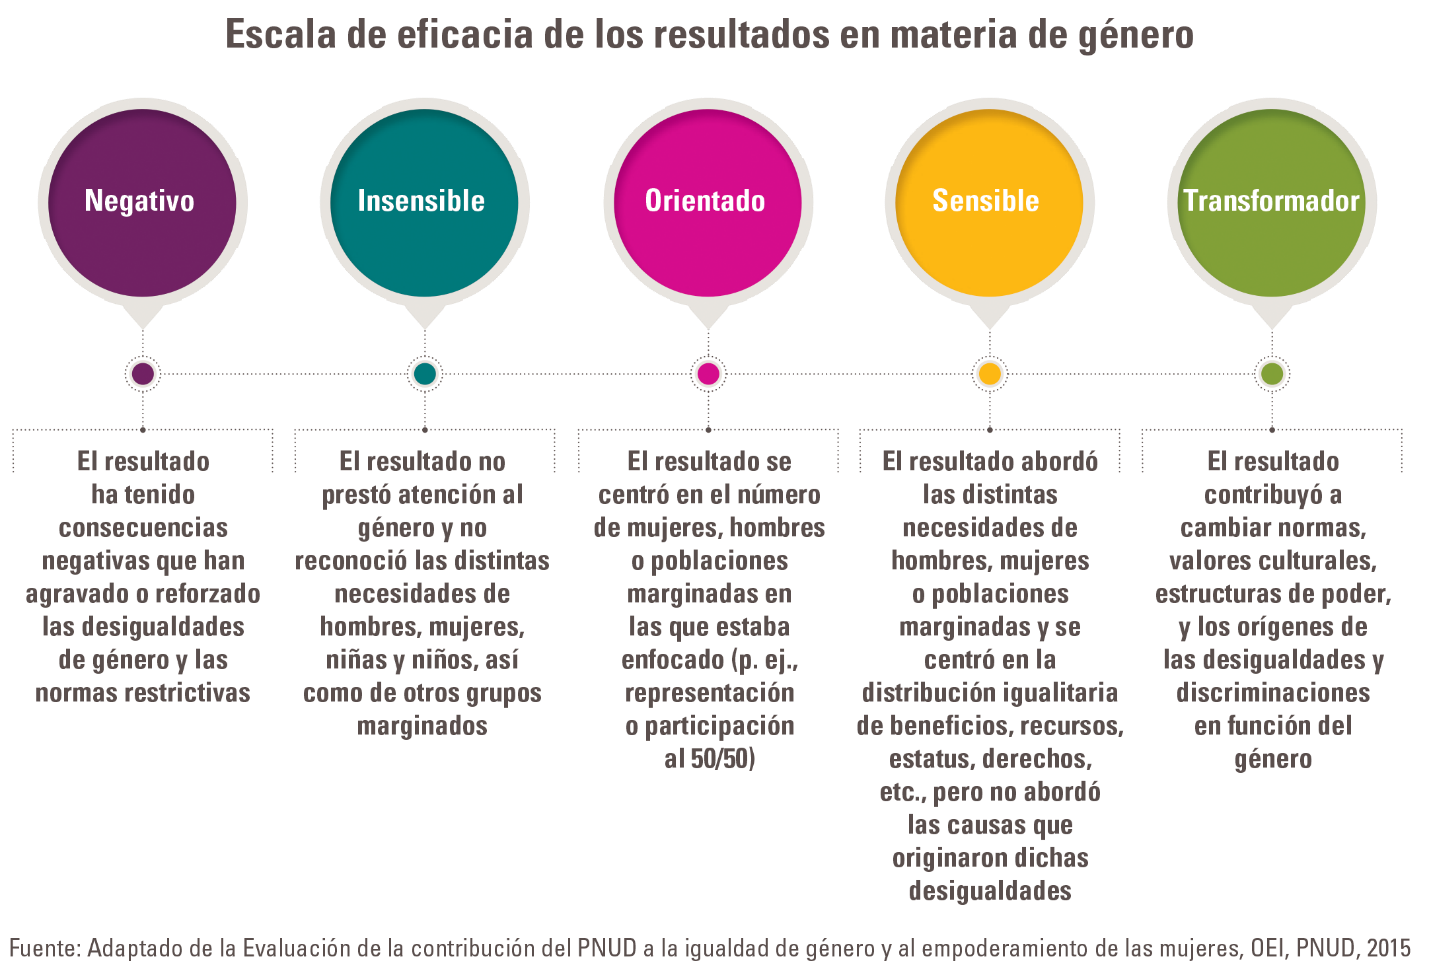 Escala de eficacia de los resultados en materia de género
Negativo
Insensible
Orientado
Sensible
Transformador
El resultado
ha tenido
consecuencias
negativas que han
agravado o reforzado
las desigualdades
de género y las
normas restrictivas
El resultado no
prestó atención al
género y no
reconoció las distintas
necesidades de
hombres, mujeres,
niñas y niños, así
como de otros grupos
marginados
El resultado se
centró en el número
de mujeres, hombres
o poblaciones
marginadas en
las que estaba
enfocado (p. ej.,
representación
o participación
al 50/50)
El resultado abordó
las distintas
necesidades de
hombres, mujeres
o poblaciones
marginadas y se
centró en la
distribución igualitaria
de beneficios, recursos,
estatus, derechos,
etc., pero no abordó
las causas que
originaron dichas
desigualdades
El resultado
contribuyó a
cambiar normas,
valores culturales,
estructuras de poder,
y los orígenes de
las desigualdades y
discriminaciones
en función del
género
Fuente: Adaptado de la Evaluación de la contribución del PNUD a la igualdad de género y al empoderamiento de las mujeres, OEI, PNUD, 2015